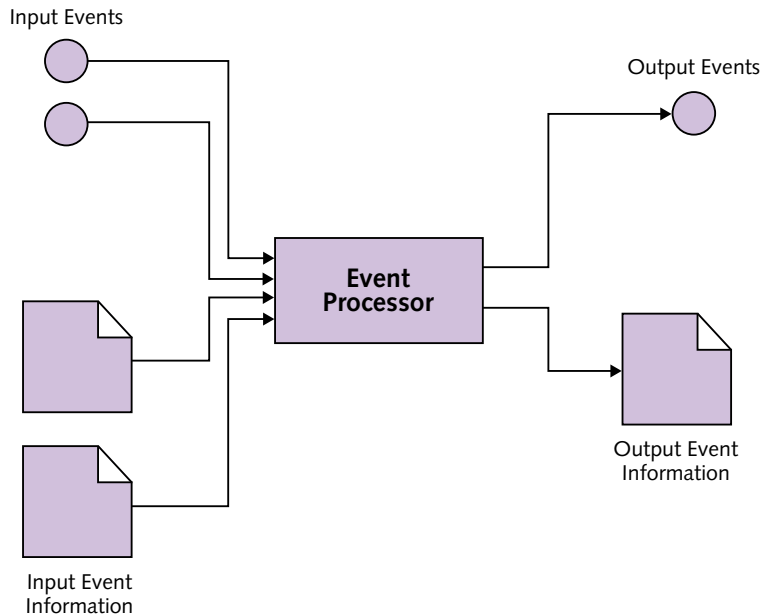 Input Events
Output Events
Event
Processor
Output Event
Information
Input Event
Information